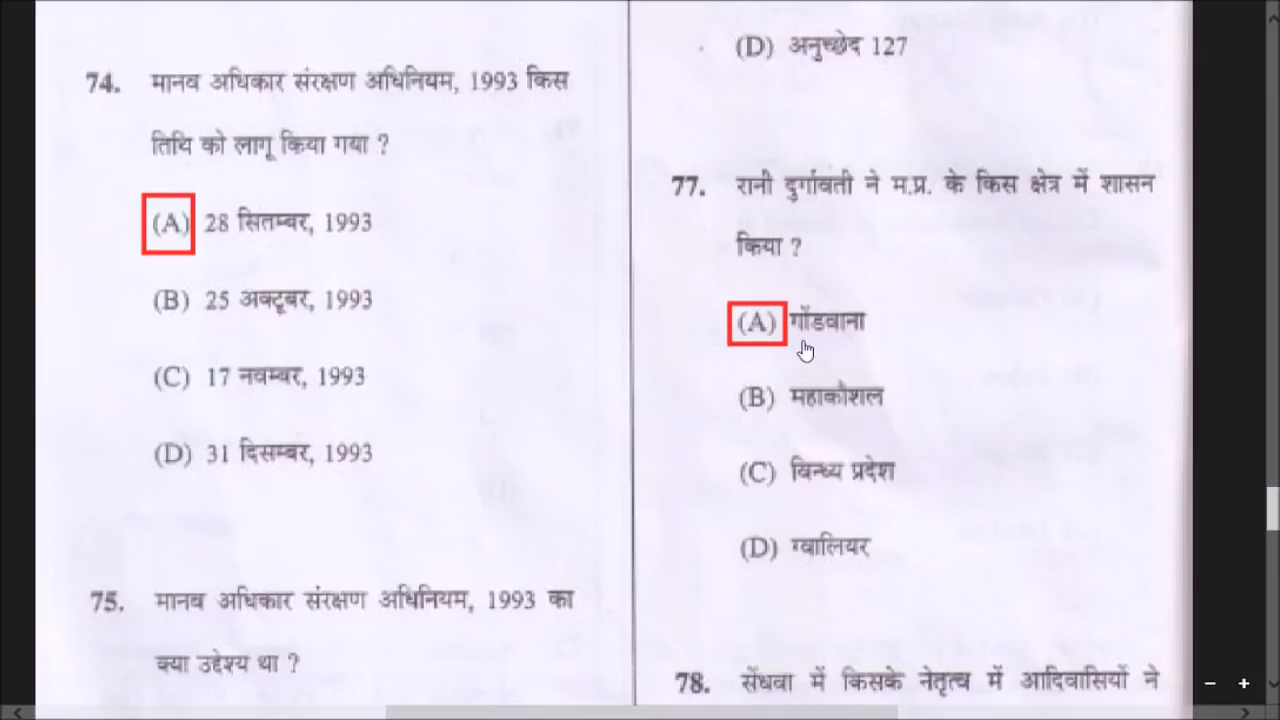 74. मानव अधिकार संरक्षण अधिनियम, 1993 किस
तिथि को लागू किया गया ?
(A) 28 सितम्बर, 1993
(B) 25 अक्टूबर, 1993
(C) 17 नवम्बर, 1993
(D) 31 दिसम्बर, 1993
75. मानव अधिकार संरक्षण अधिनियम, 1993 का
क्या उद्देश्य था ?
(D) अनुच्छेद 127
77. रानी दुर्गावती ने म.प्र. के किस क्षेत्र में शासन
किया ?
(A) गोंडवाना
(B) महाकौशल
(C) विन्ध्य प्रदेश
(D) ग्वालियर
78. सेंधवा में किसके नेतृत्व में आदिवासियों ने